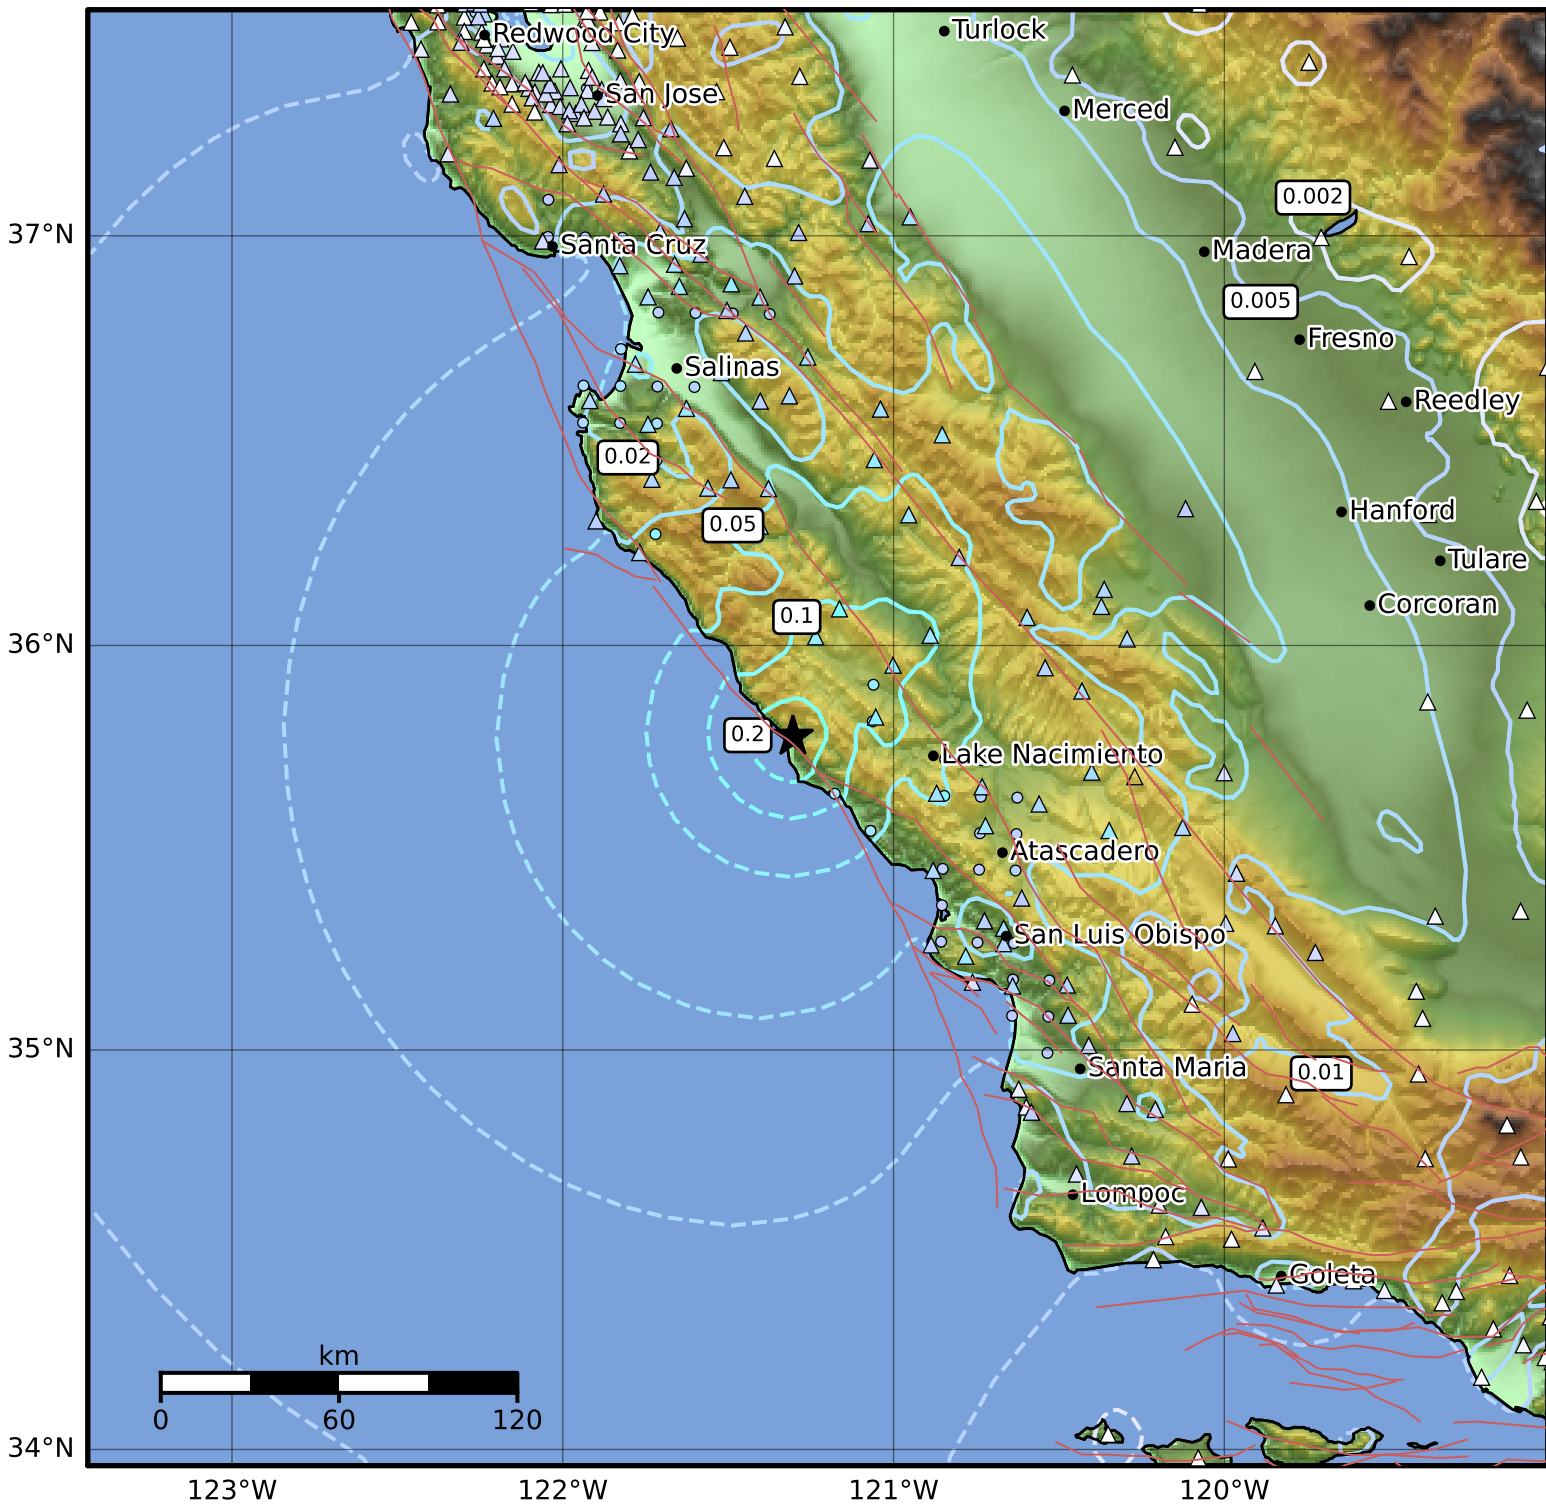 Turlock
Redwood City
San Jose
Merced
0.002
37°N
Santa Cruz
Madera
0.005
Fresno
Salinas
Reedley
0.02
Hanford
0.05
Tulare
Corcoran
0.1
36°N
0.2
Lake Nacimiento
Atascadero
San Luis Obispo
35°N
Santa Maria
0.01
Lompoc
Goleta
km
0 60 120
34°N
123°W 122°W 121°W 120°W